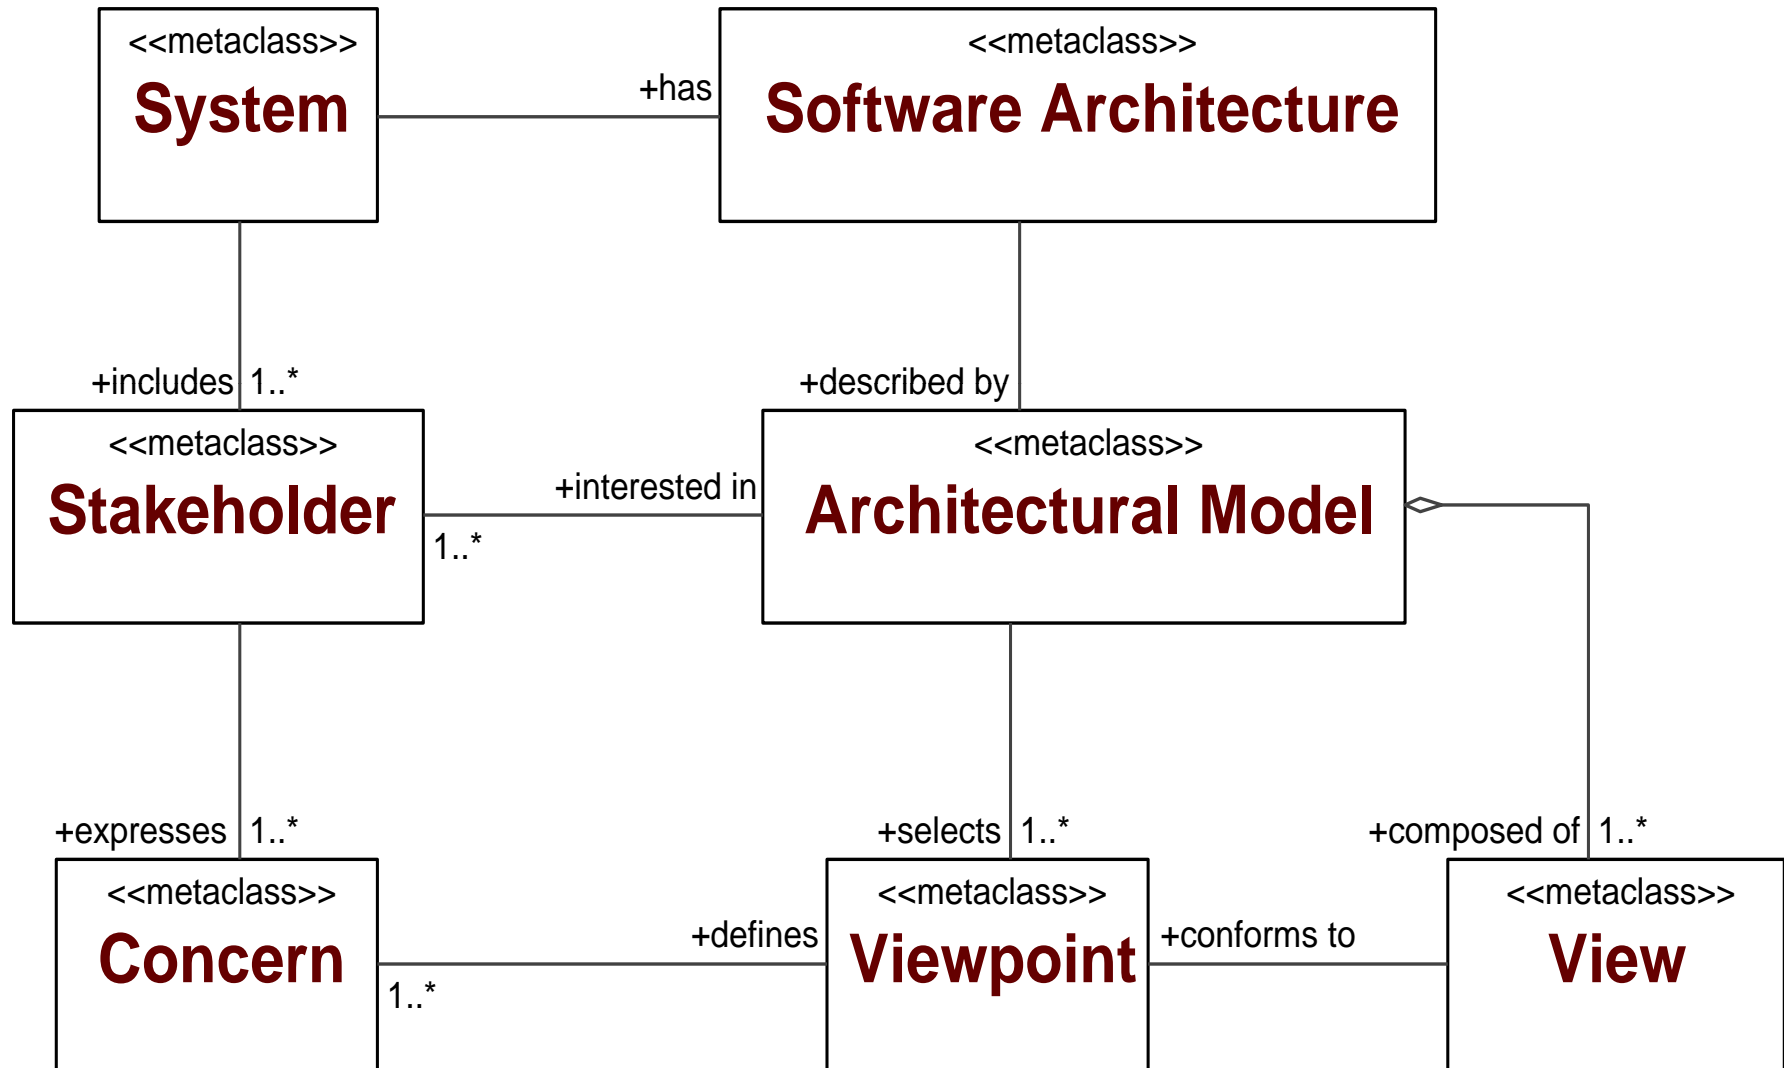 <<metaclass>>
System
+has
<<metaclass>>
Software Architecture
+includes 1..*
+described by
<<metaclass>>
Stakeholder
1..*
+interested in
<<metaclass>>
Architectural Model
+expresses 1..*
+selects 1..*
+composed of 1..*
<<metaclass>>
Concern
1..*
+defines
<<metaclass>>
Viewpoint
+conforms to
<<metaclass>>
View